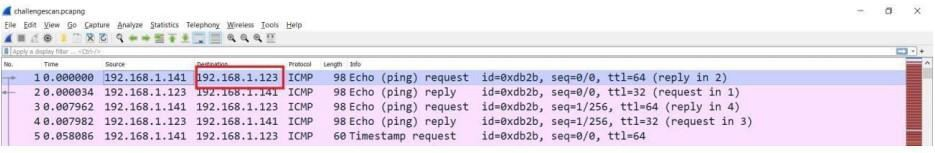 challengescan.pcapng
File Edit View Go Capture Analyze Statistics Telephony Wireless Tools Help
Apply a display filter ... <Ctrl-/>
No. Time Source Destination Protocol Length Info
1 0.000000 192.168.1.141 192.168.1.123 ICMP 98 Echo (ping) request id=0xdb2b, seq=0/0, ttl=64 (reply in 2)
2 0.000034 192.168.1.123 192.168.1.141 ICMP 98 Echo (ping) reply id=0xdb2b, seq=0/0, ttl=32 (request in 1)
3 0.007962 192.168.1.141 192.168.1.123 ICMP 98 Echo (ping) request id=0xdb2b, seq=1/256, ttl=64 (reply in 4)
4 0.007982 192.168.1.123 192.168.1.141 ICMP 98 Echo (ping) reply id=0xdb2b, seq=1/256, ttl=32 (request in 3)
5 0.058086 192.168.1.141 192.168.1.123 ICMP 60 Timestamp request id=0xdb2b, seq=0/0, ttl=64